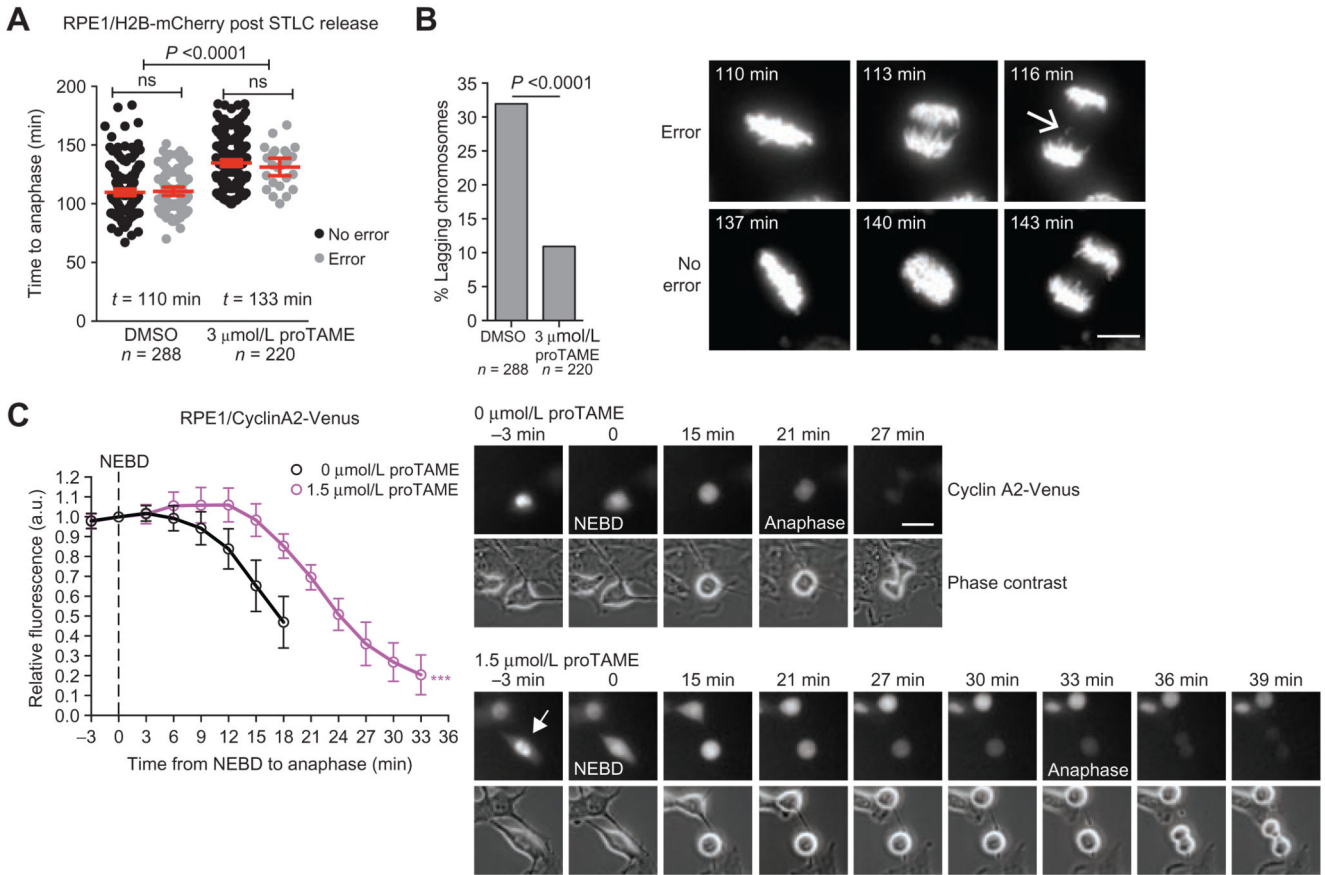 A
RPE1/H2B-mCherry post STLC release
P <0.0001
ns
ns
Time to anaphase (min)
200
150
100
50
0
No error
Error
t = 110 min
t = 133 min
DMSO
n = 288
3 μmol/L proTAME
n = 220
B
P <0.0001
% Lagging chromosomes
35
30
25
20
15
10
5
0
DMSO
n = 288
3 μmol/L
proTAME
n = 220
Error
110 min
113 min
116 min
No
error
137 min
140 min
143 min
C
RPE1/CyclinA2-Venus
NEBD
0 μmol/L proTAME
1.5 μmol/L proTAME
Relative fluorescence (a.u.)
1.2
1.1
1.0
0.9
0.8
0.7
0.6
0.5
0.4
0.3
0.2
0.1
0.0
***
–3 0 3 6 9 12 15 18 21 24 27 30 33 36
Time from NEBD to anaphase (min)
0 μmol/L proTAME
–3 min 0 15 min 21 min 27 min
NEBD
Anaphase
Cyclin A2-Venus
Phase contrast
1.5 μmol/L proTAME
–3 min 0 15 min 21 min 27 min 30 min 33 min 36 min 39 min
NEBD
Anaphase